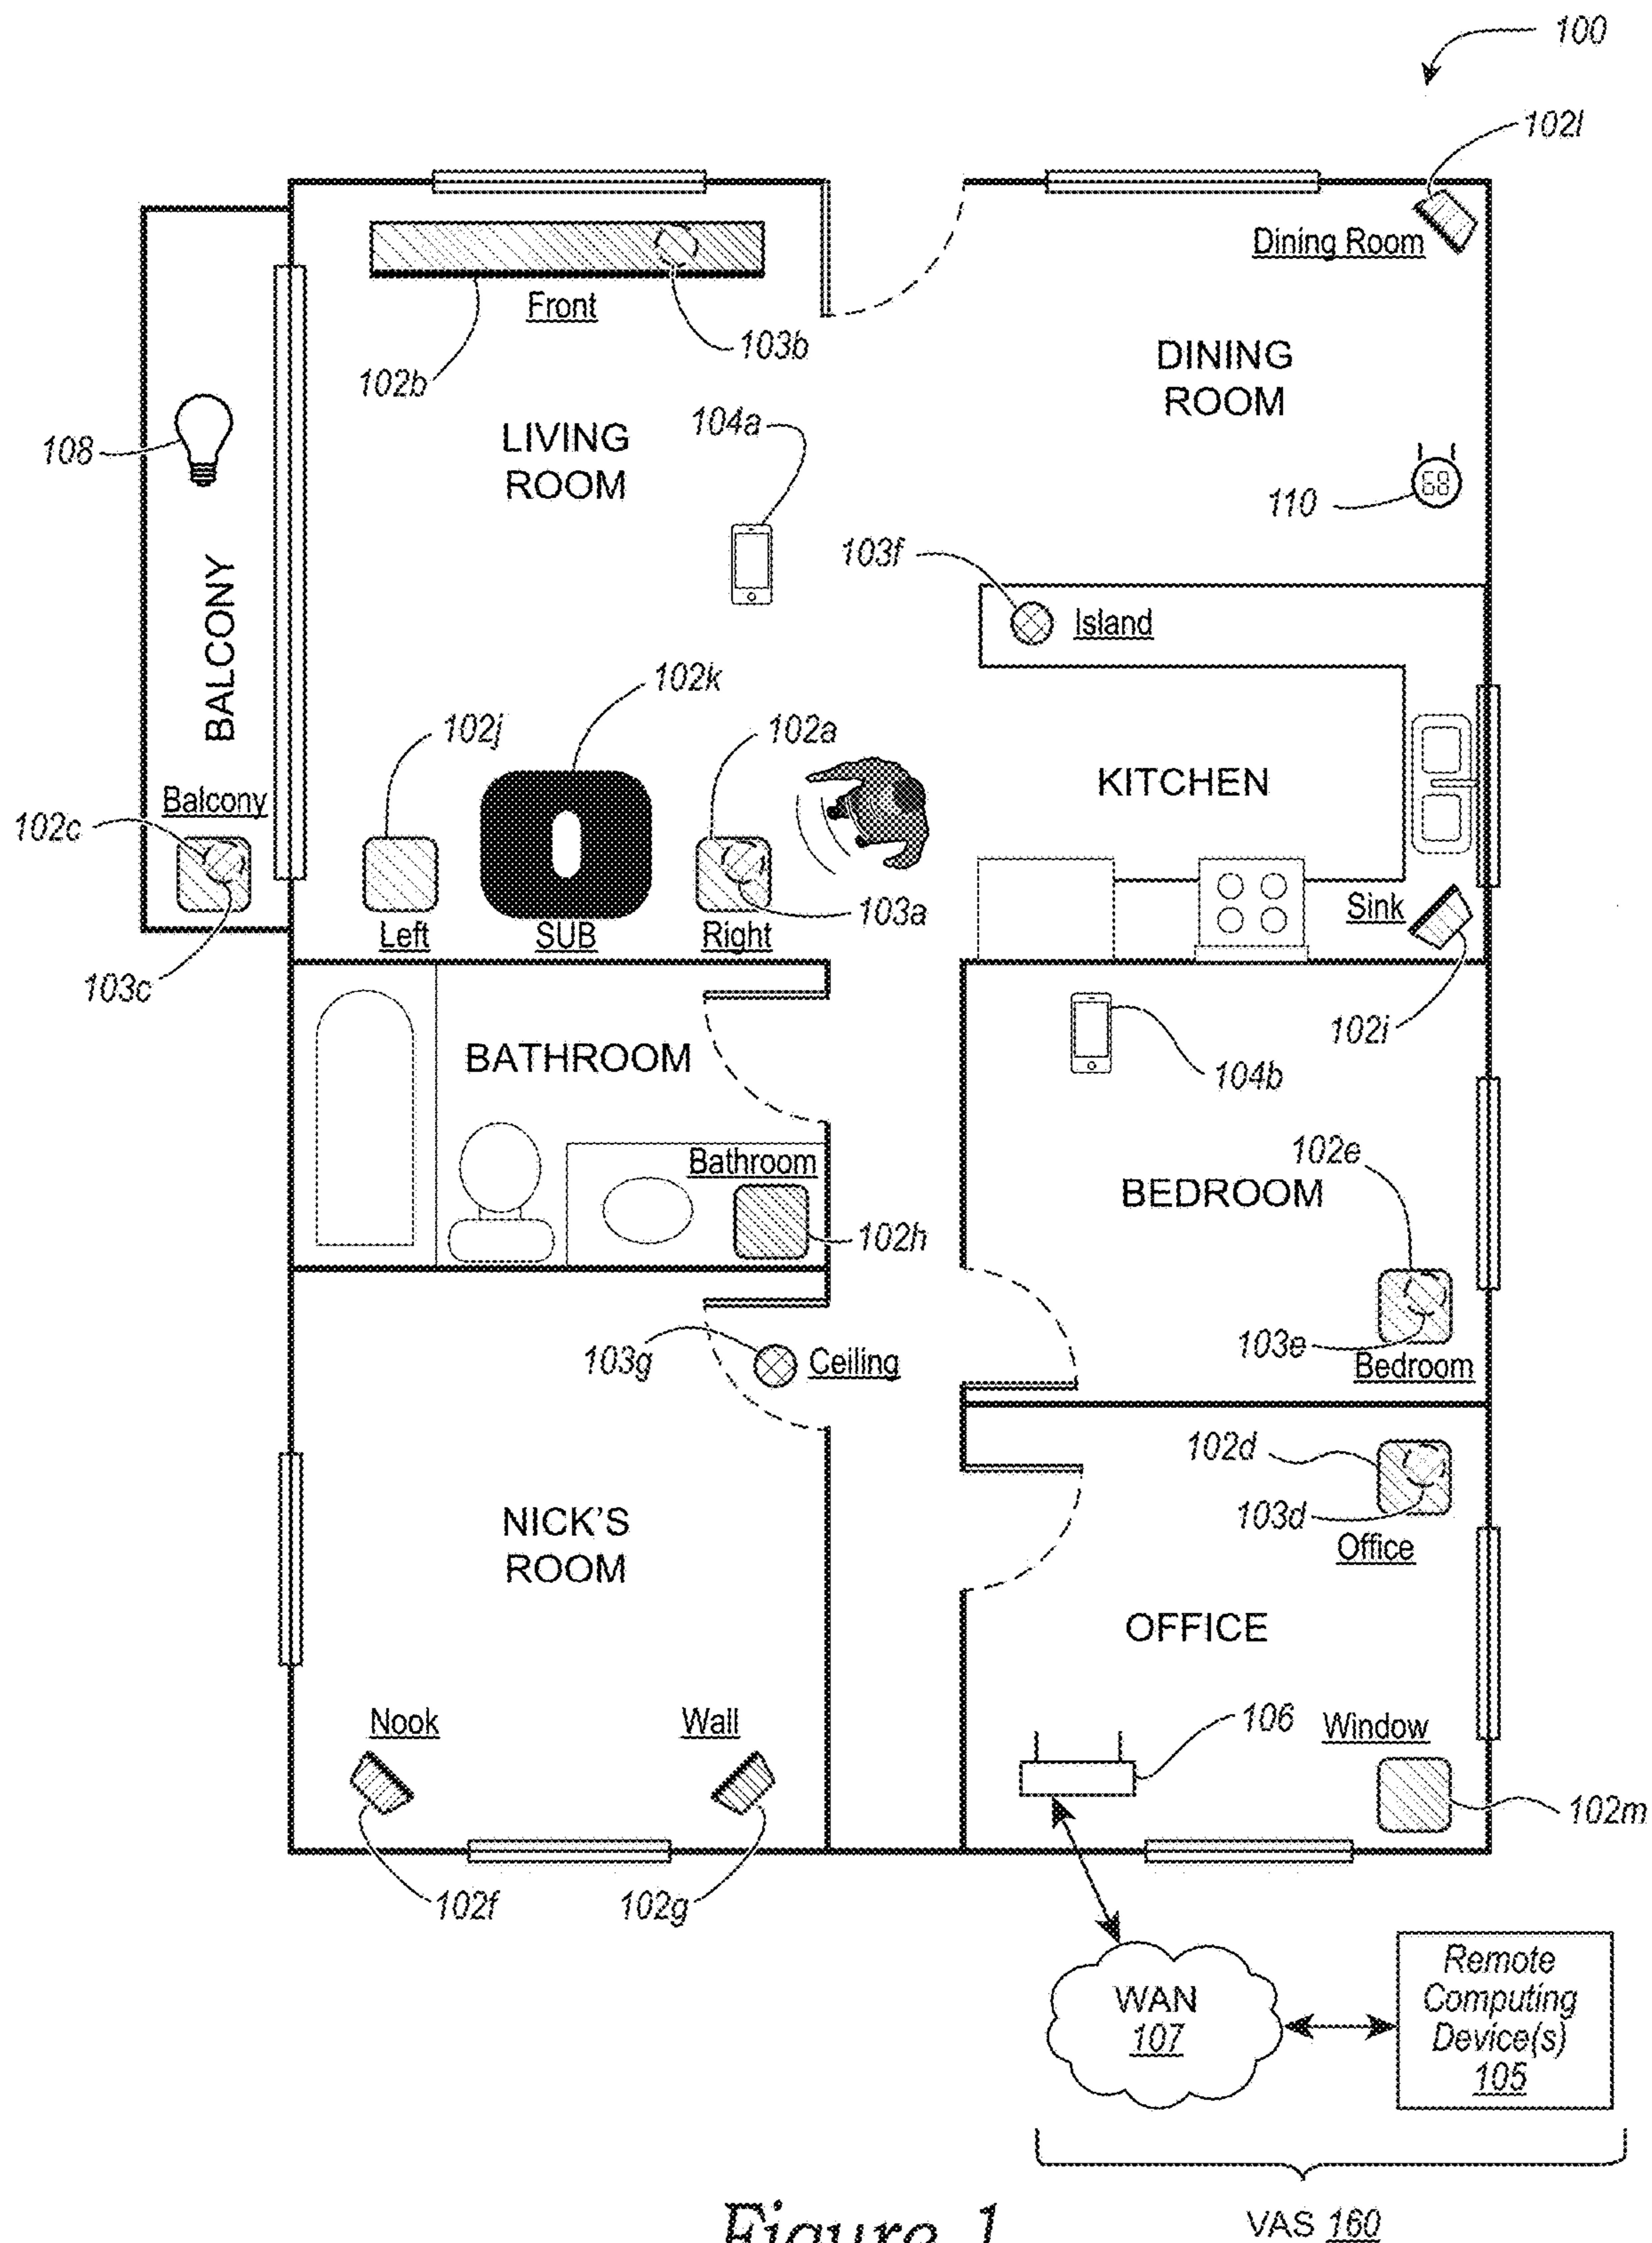 100
102l
Dining Room
Front
103b
102b
DINING
ROOM
104a
LIVING
ROOM
108
68
110
103f
Island
BALCONY
102k
102j
102a
KITCHEN
Balcony
102c
103a
Sink
Left
SUB
Right
103c
102i
BATHROOM
104b
102e
Bathroom
BEDROOM
102h
103e
Bedroom
103g
Ceiling
102d
103d
Office
NICK'S
ROOM
OFFICE
Nook
Wall
106
Window
102m
102f
102g
WAN
107
Remote
Computing
Device(s)
105
VAS 160
Figure 1